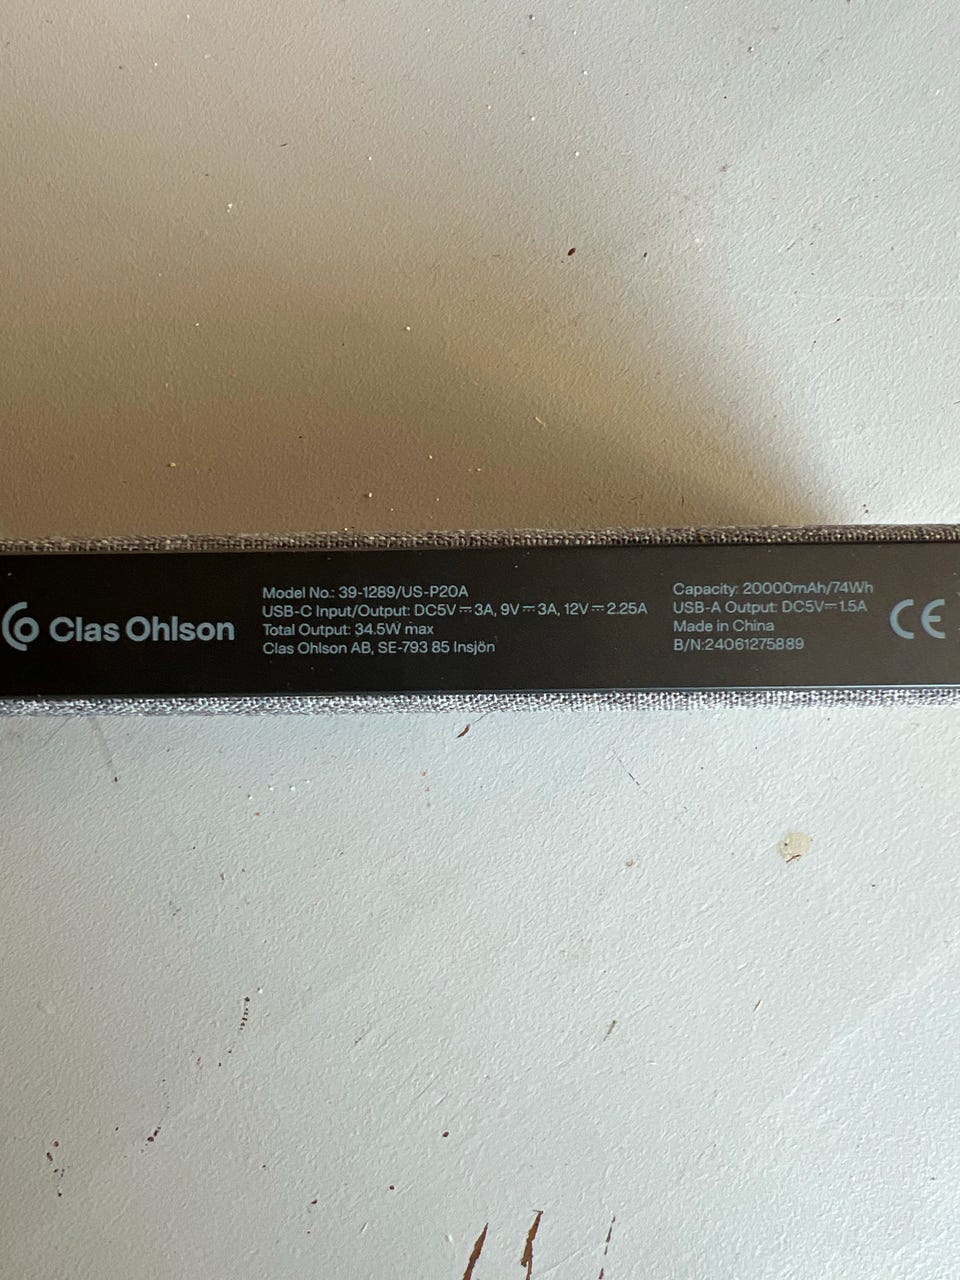 Clas Ohlson
Model No.: 39-1289/US-P20A
USB-C Input/Output: DC5V⎓3A, 9V⎓3A, 12V⎓2.25A
Total Output: 34.5W max
Clas Ohlson AB, SE-793 85 Insjön
Capacity: 20000mAh/74Wh
USB-A Output: DC5V⎓1.5A
Made in China
B/N:24061275889
CE